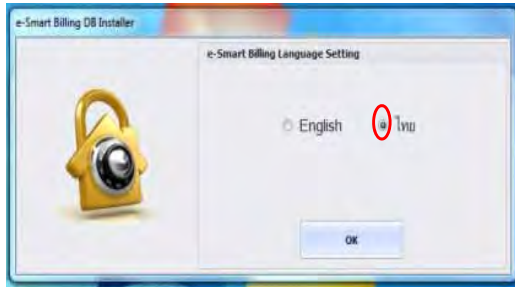 e-Smart Billing DB Installer
e-Smart Billing Language Setting
English ไทย
OK